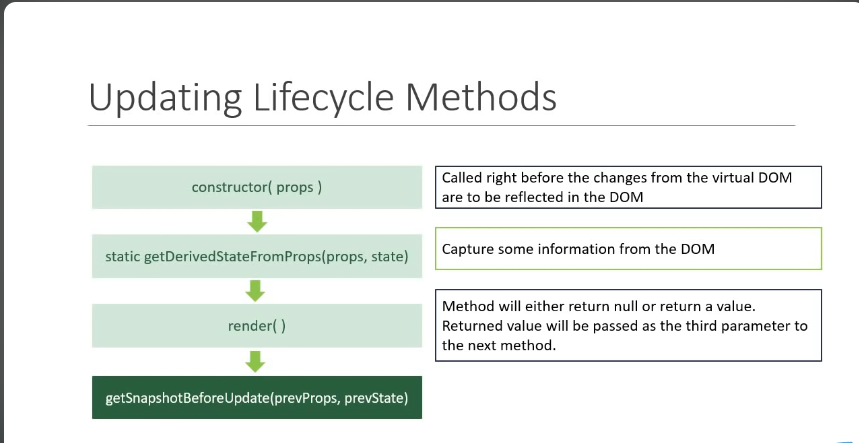 Updating Lifecycle Methods
constructor( props )
static getDerivedStateFromProps(props, state)
render( )
getSnapshotBeforeUpdate(prevProps, prevState)
Called right before the changes from the virtual DOM
are to be reflected in the DOM
Capture some information from the DOM
Method will either return null or return a value.
Returned value will be passed as the third parameter to
the next method.